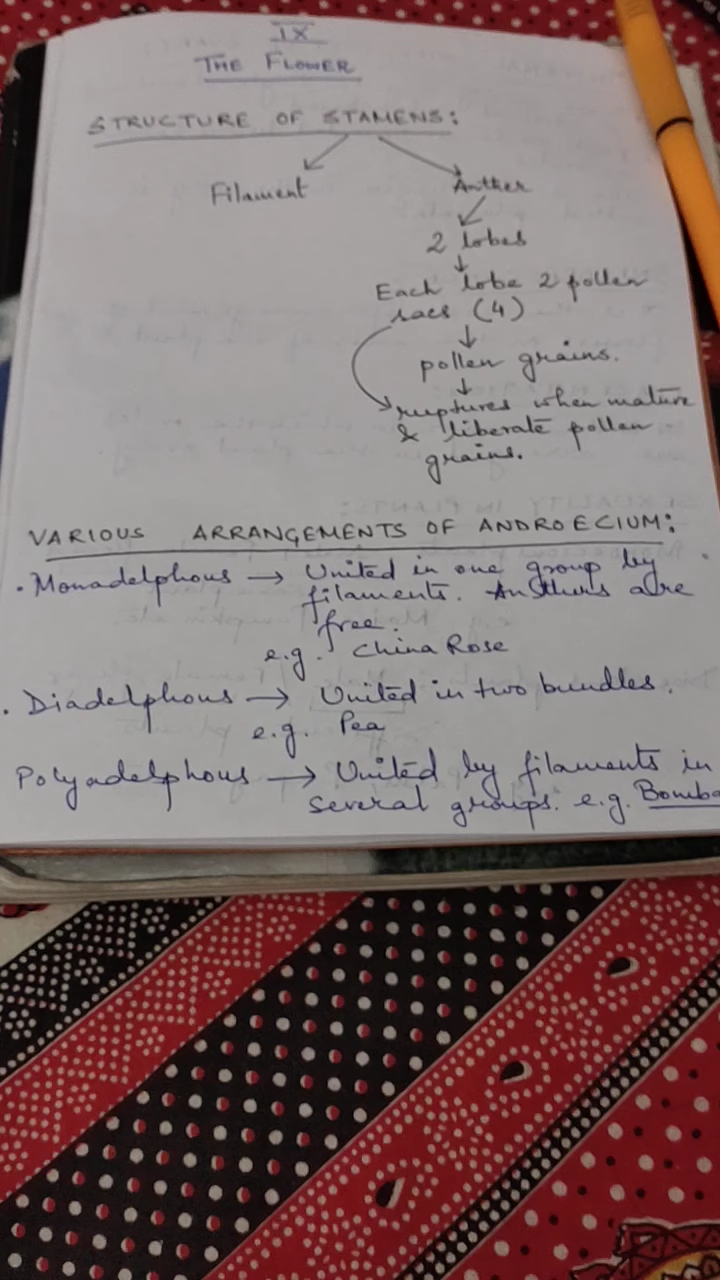 IX
THE FLOWER
STRUCTURE OF STAMENS:
Filament Anther
2 lobes
Each lobe 2 pollen
sacs (4)
pollen grains.
ruptures when mature
& liberate pollen
grains.
VARIOUS ARRANGEMENTS OF ANDROECIUM:
. Monadelphous → United in one group by
filaments. Anthers are
free.
e.g. China Rose
. Diadelphous → United in two bundles.
e.g. Pea
Polyadelphous → United by filaments in
several groups. e.g. Bomba